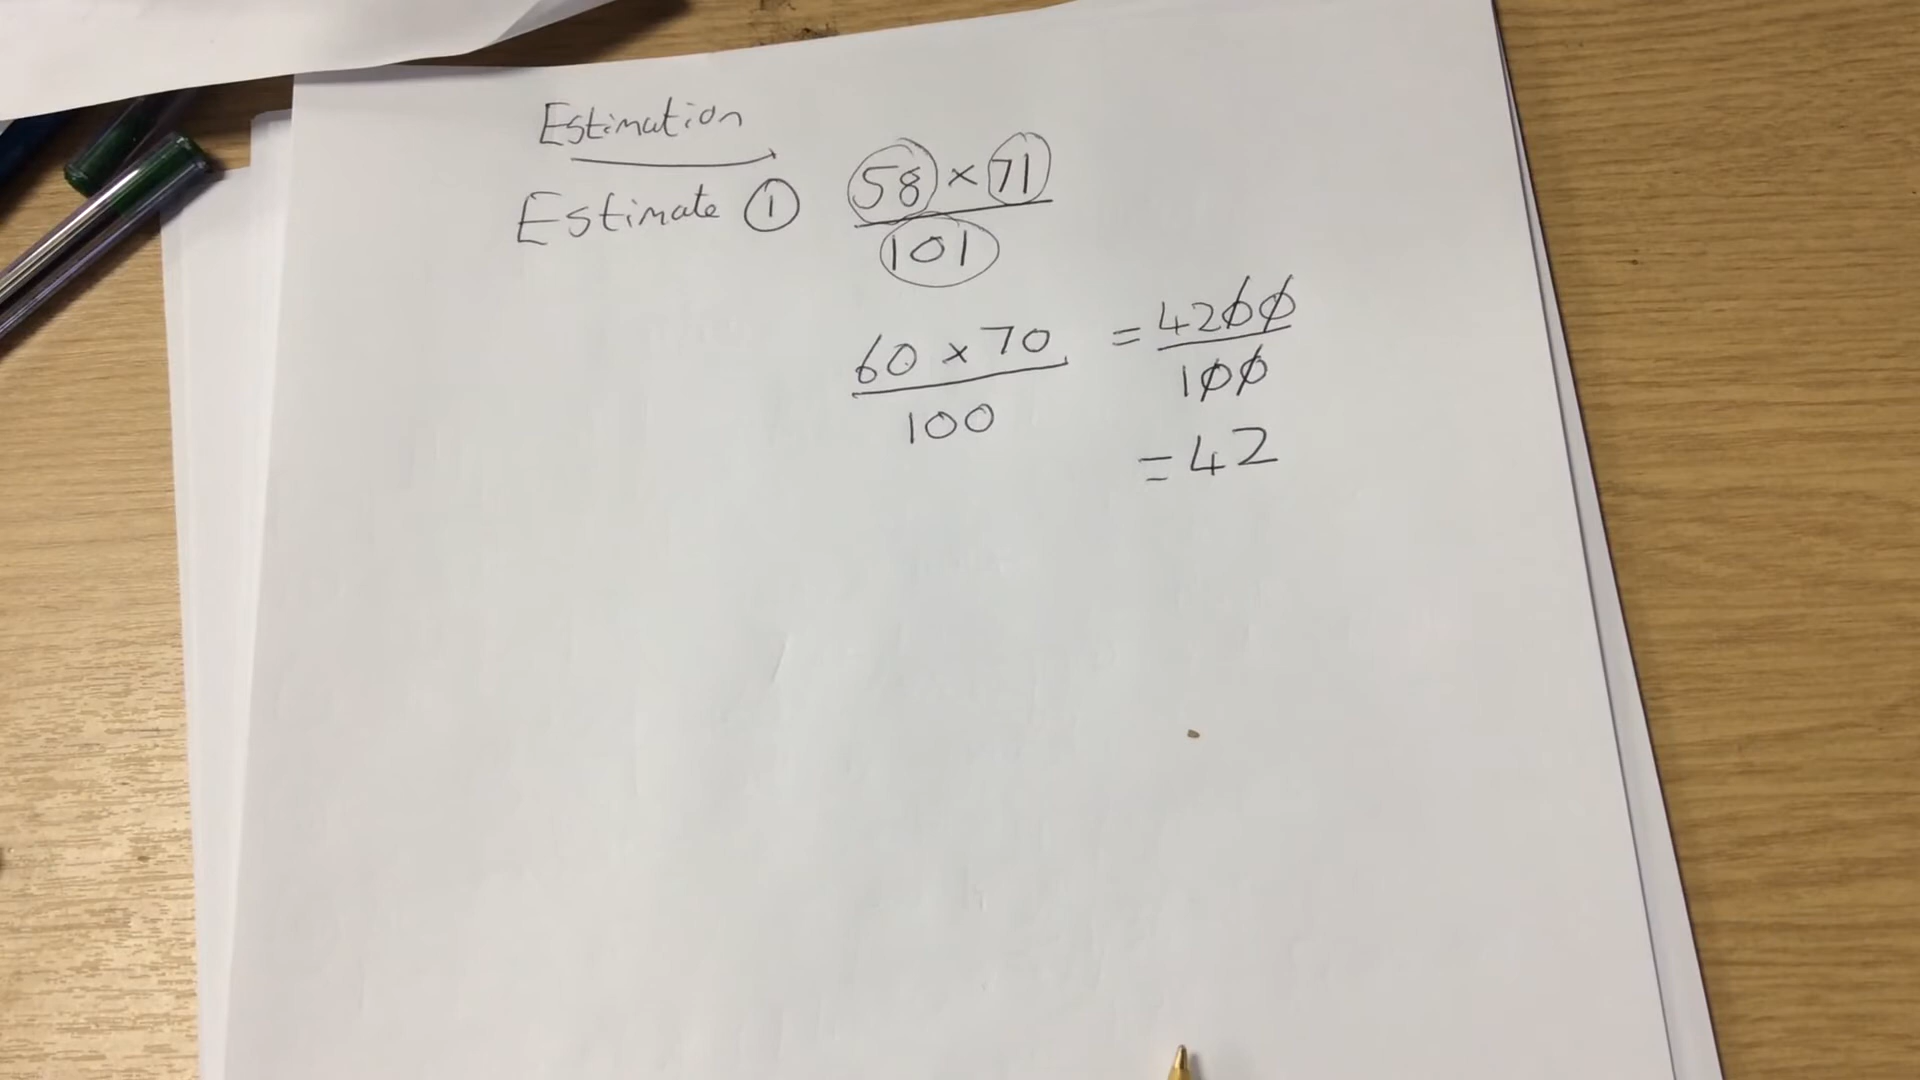 Estimation
Estimate ① 58 × 71
101
60 × 70 = 4200
100 100
= 42